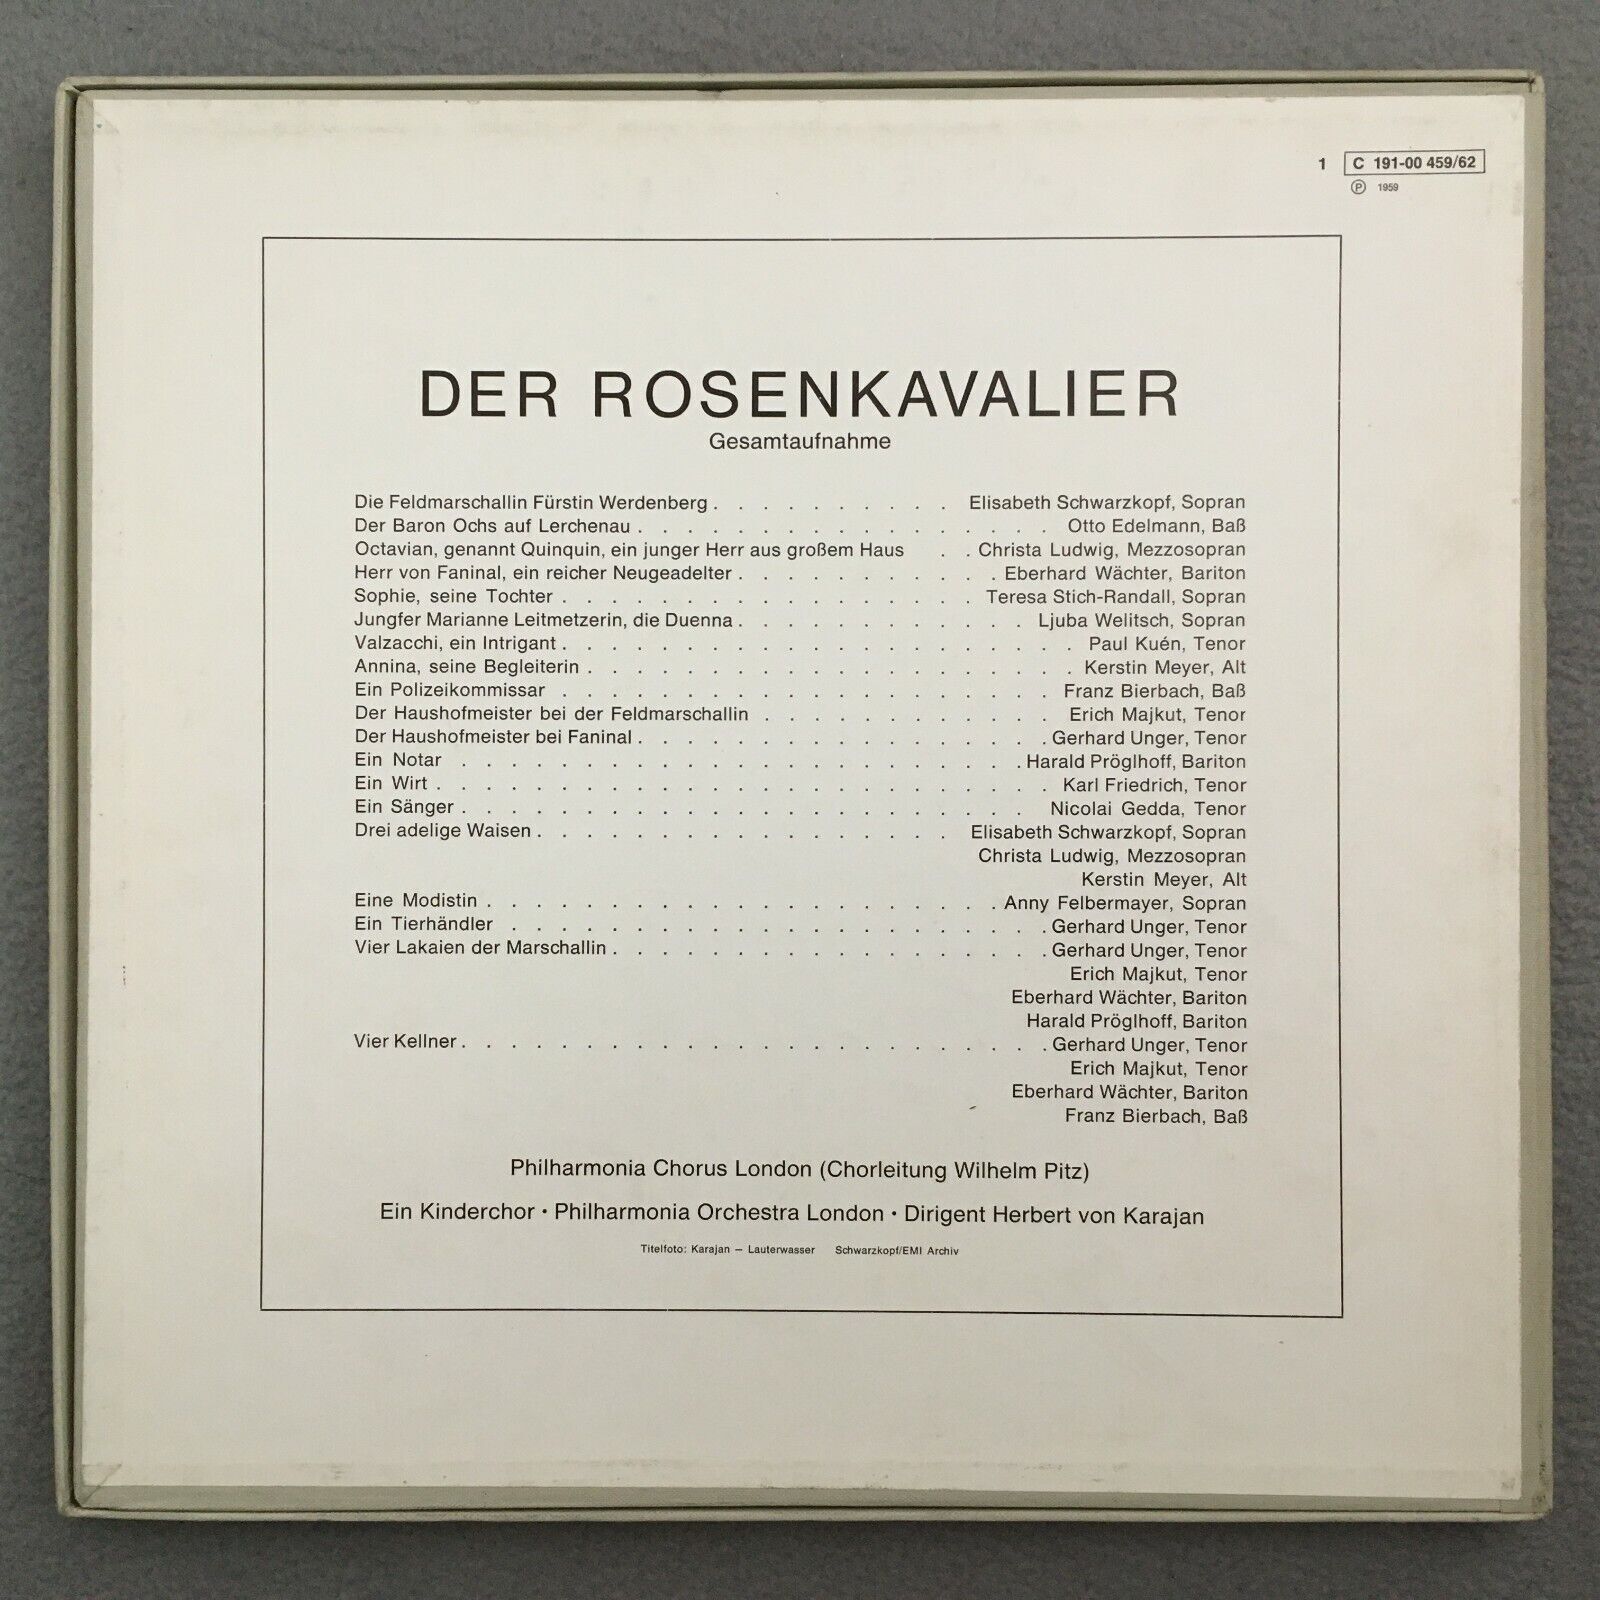 1 C 191-00 459/62
℗ 1959
DER ROSENKAVALIER
Gesamtaufnahme
Die Feldmarschallin Fürstin Werdenberg . . . . . . . . . . Elisabeth Schwarzkopf, Sopran
Der Baron Ochs auf Lerchenau . . . . . . . . . . . . . . . . . Otto Edelmann, Baß
Octavian, genannt Quinquin, ein junger Herr aus großem Haus . . Christa Ludwig, Mezzosopran
Herr von Faninal, ein reicher Neugeadelter . . . . . . . . . . . Eberhard Wächter, Bariton
Sophie, seine Tochter . . . . . . . . . . . . . . . . . Teresa Stich-Randall, Sopran
Jungfer Marianne Leitmetzerin, die Duenna . . . . . . . . . . . . Ljuba Welitsch, Sopran
Valzacchi, ein Intrigant . . . . . . . . . . . . . . . . . . . . . Paul Kuén, Tenor
Annina, seine Begleiterin . . . . . . . . . . . . . . . . . . . . Kerstin Meyer, Alt
Ein Polizeikommissar . . . . . . . . . . . . . . . . . . . . Franz Bierbach, Baß
Der Haushofmeister bei der Feldmarschallin . . . . . . . . . . . . Erich Majkut, Tenor
Der Haushofmeister bei Faninal . . . . . . . . . . . . . . . . . Gerhard Unger, Tenor
Ein Notar . . . . . . . . . . . . . . . . . . . . . . . Harald Pröglhoff, Bariton
Ein Wirt . . . . . . . . . . . . . . . . . . . . . . . . . Karl Friedrich, Tenor
Ein Sänger . . . . . . . . . . . . . . . . . . . . . . . Nicolai Gedda, Tenor
Drei adelige Waisen . . . . . . . . . . . . . . . . . Elisabeth Schwarzkopf, Sopran
Christa Ludwig, Mezzosopran
Kerstin Meyer, Alt
Eine Modistin . . . . . . . . . . . . . . . . . . . . . Anny Felbermayer, Sopran
Ein Tierhändler . . . . . . . . . . . . . . . . . . . . . . Gerhard Unger, Tenor
Vier Lakaien der Marschallin . . . . . . . . . . . . . . . . . . Gerhard Unger, Tenor
Erich Majkut, Tenor
Eberhard Wächter, Bariton
Harald Pröglhoff, Bariton
Vier Kellner . . . . . . . . . . . . . . . . . . . . . . . . Gerhard Unger, Tenor
Erich Majkut, Tenor
Eberhard Wächter, Bariton
Franz Bierbach, Baß
Philharmonia Chorus London (Chorleitung Wilhelm Pitz)
Ein Kinderchor • Philharmonia Orchestra London • Dirigent Herbert von Karajan
Titelfoto: Karajan – Lauterwasser Schwarzkopf/EMI Archiv